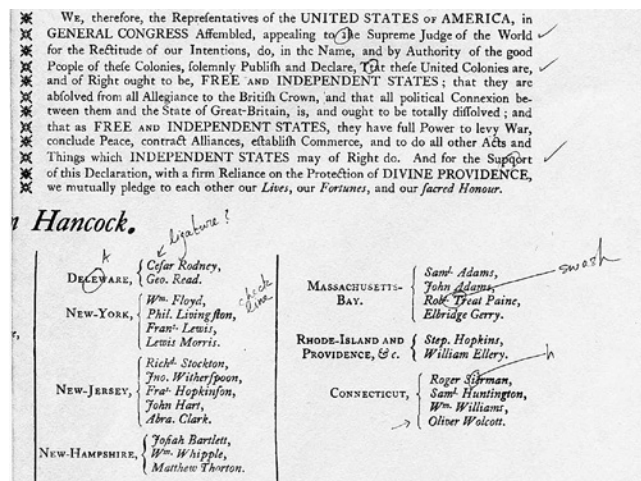 WE, therefore, the Repreſentatives of the UNITED STATES OF AMERICA, in
GENERAL CONGRESS Aſſembled, appealing to the Supreme Judge of the World
for the Rectitude of our Intentions, do, in the Name, and by Authority of the good
People of theſe Colonies, ſolemnly Publiſh and Declare, That theſe United Colonies are,
and of Right ought to be, FREE AND INDEPENDENT STATES ; that they are
abſolved from all Allegiance to the Britiſh Crown, and that all political Connexion be-
tween them and the State of Great-Britain, is, and ought to be totally diſſolved ; and
that as FREE AND INDEPENDENT STATES, they have full Power to levy War,
conclude Peace, contract Alliances, eſtabliſh Commerce, and to do all other Acts and
Things which INDEPENDENT STATES may of Right do. And for the Support
of this Declaration, with a firm Reliance on the Protection of DIVINE PROVIDENCE,
we mutually pledge to each other our Lives, our Fortunes, and our ſacred Honour.
n Hancock.
ligature?
A
DELEWARE,
Ceſar Rodney,
Geo. Read.
check line
NEW-YORK,
Wm. Floyd,
Phil. Livingſton,
Frans. Lewis,
Lewis Morris.
NEW-JERSEY,
Richd. Stockton,
Jno. Witherſpoon,
Fras. Hopkinſon,
John Hart,
Abra. Clark.
NEW-HAMPSHIRE,
Joſiah Bartlett,
Wm. Whipple,
Matthew Thorton.
MASSACHUSETTS-
BAY.
Saml. Adams,
John Adams,
Robt. Treat Paine,
Elbridge Gerry.
swash
RHODE-ISLAND AND
PROVIDENCE, &c.
Step. Hopkins,
William Ellery.
h
CONNECTICUT,
Roger Sherman,
Saml. Huntington,
Wm. Williams,
Oliver Wolcott.